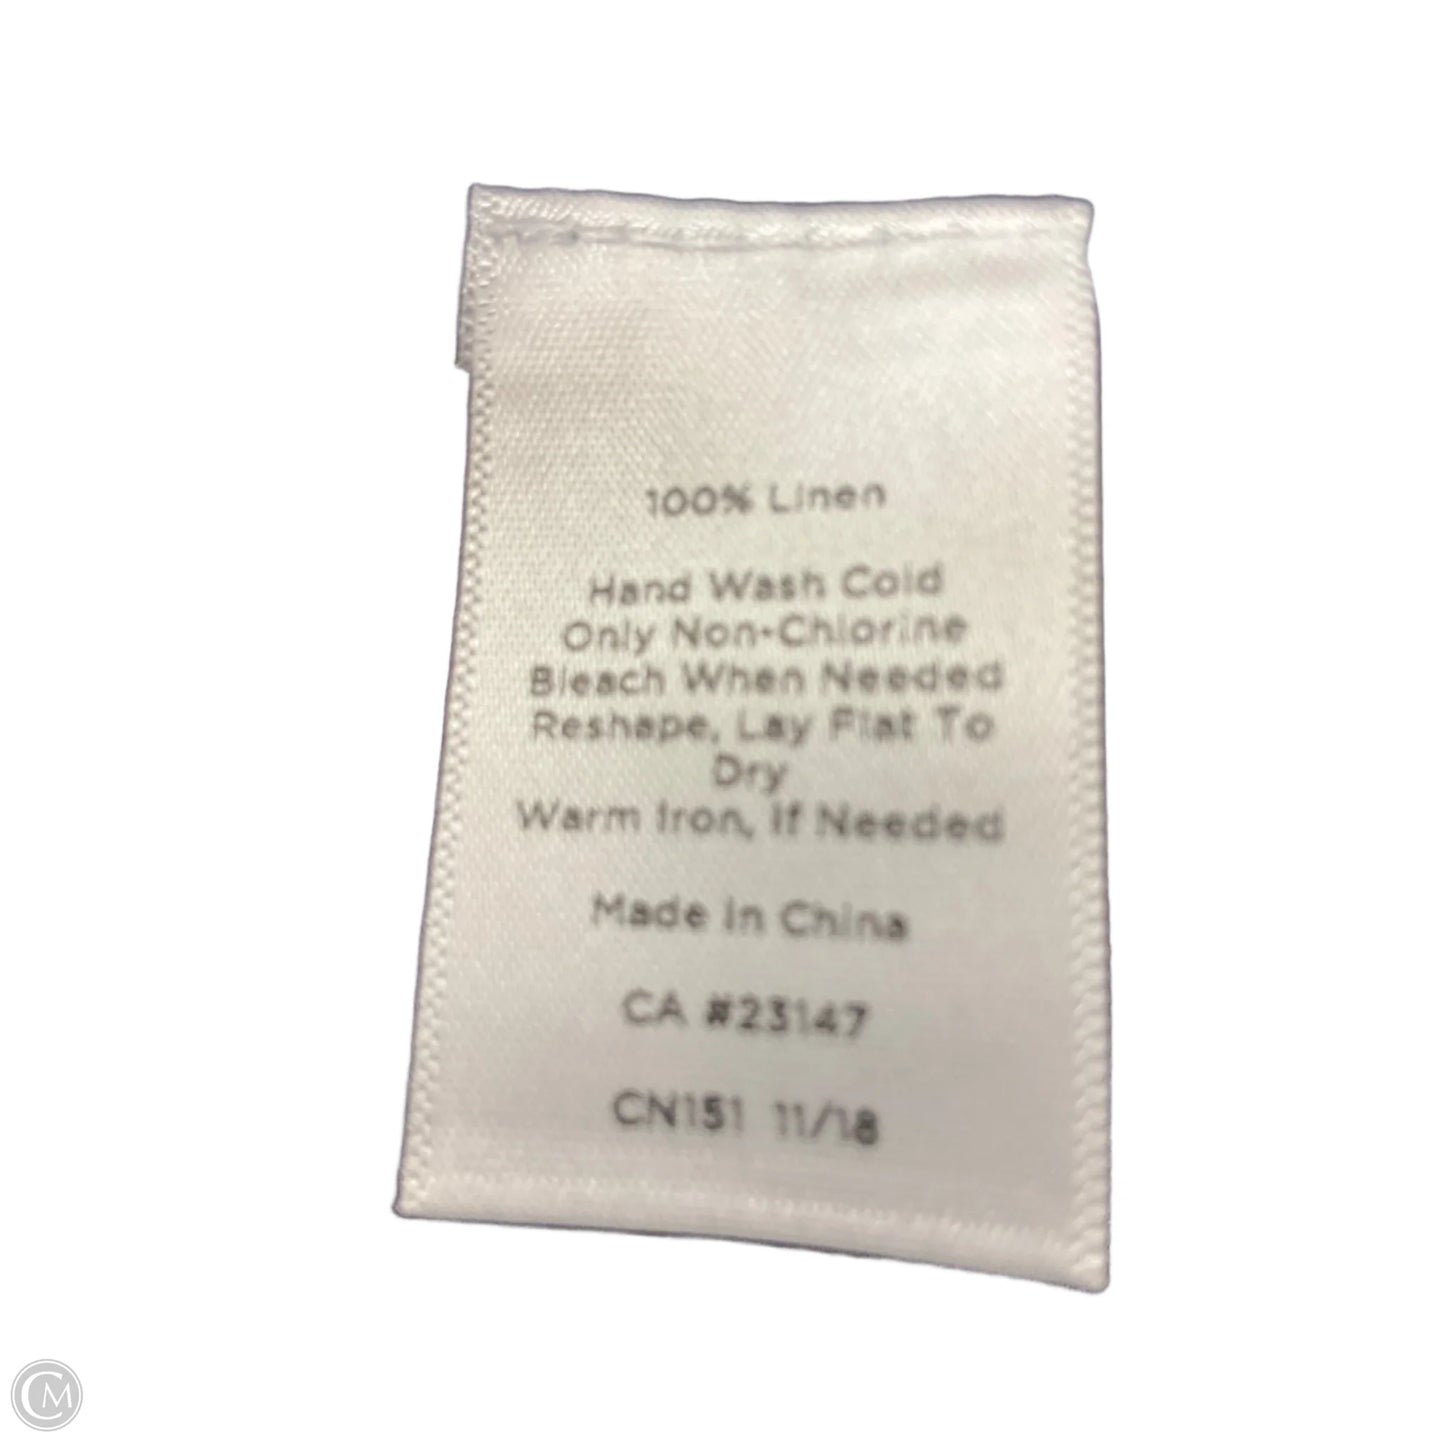 100% Linen
Hand Wash Cold
Only Non-Chlorine
Bleach When Needed
Reshape, Lay Flat To
Dry
Warm Iron, If Needed
Made In China
CA #23147
CN151 11/18
CM